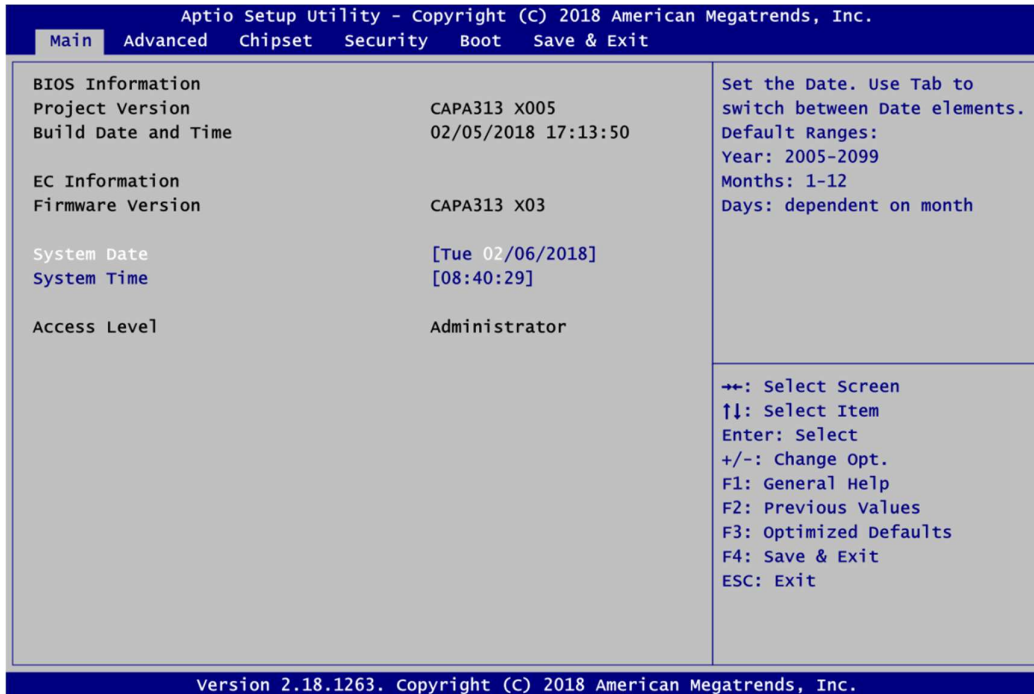 Aptio Setup Utility - Copyright (C) 2018 American Megatrends, Inc.
Main Advanced Chipset Security Boot Save & Exit
BIOS Information
Project Version CAPA313 X005
Build Date and Time 02/05/2018 17:13:50
EC Information
Firmware Version CAPA313 X03
System Date [Tue 02/06/2018]
System Time [08:40:29]
Access Level Administrator
Set the Date. Use Tab to
switch between Date elements.
Default Ranges:
Year: 2005-2099
Months: 1-12
Days: dependent on month
→←: Select Screen
↑↓: Select Item
Enter: Select
+/-: Change Opt.
F1: General Help
F2: Previous Values
F3: Optimized Defaults
F4: Save & Exit
ESC: Exit
Version 2.18.1263. Copyright (C) 2018 American Megatrends, Inc.